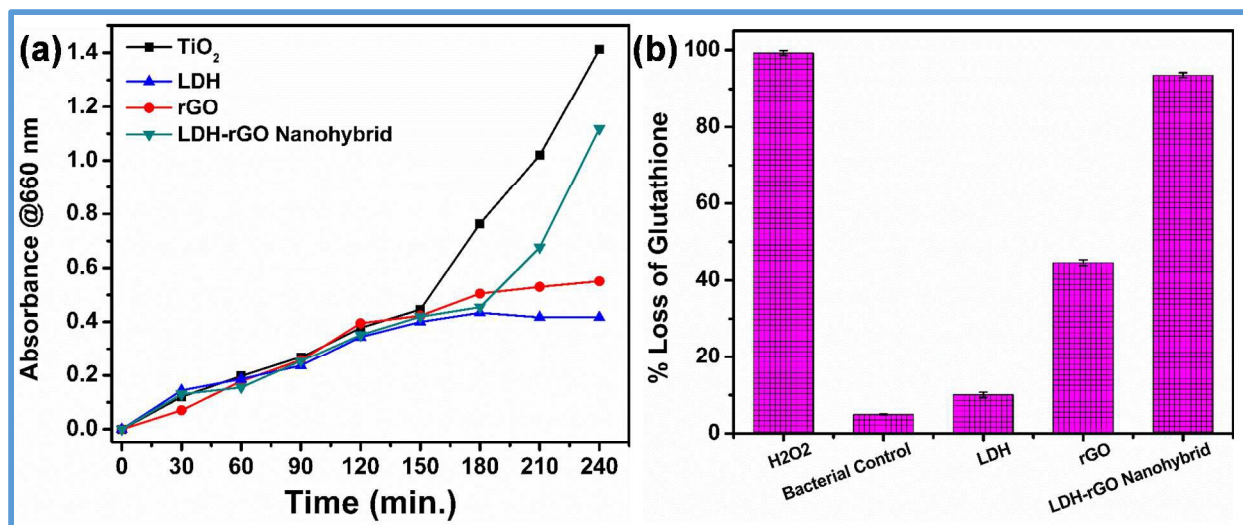 (a)
TiO₂
LDH
rGO
LDH-rGO Nanohybrid
Absorbance @660 nm
1.4
1.2
1.0
0.8
0.6
0.4
0.2
0.0
0 30 60 90 120 150 180 210 240
Time (min.)
(b)
% Loss of Glutathione
100
80
60
40
20
0
H2O2
Bacterial Control
LDH
rGO
LDH-rGO Nanohybrid